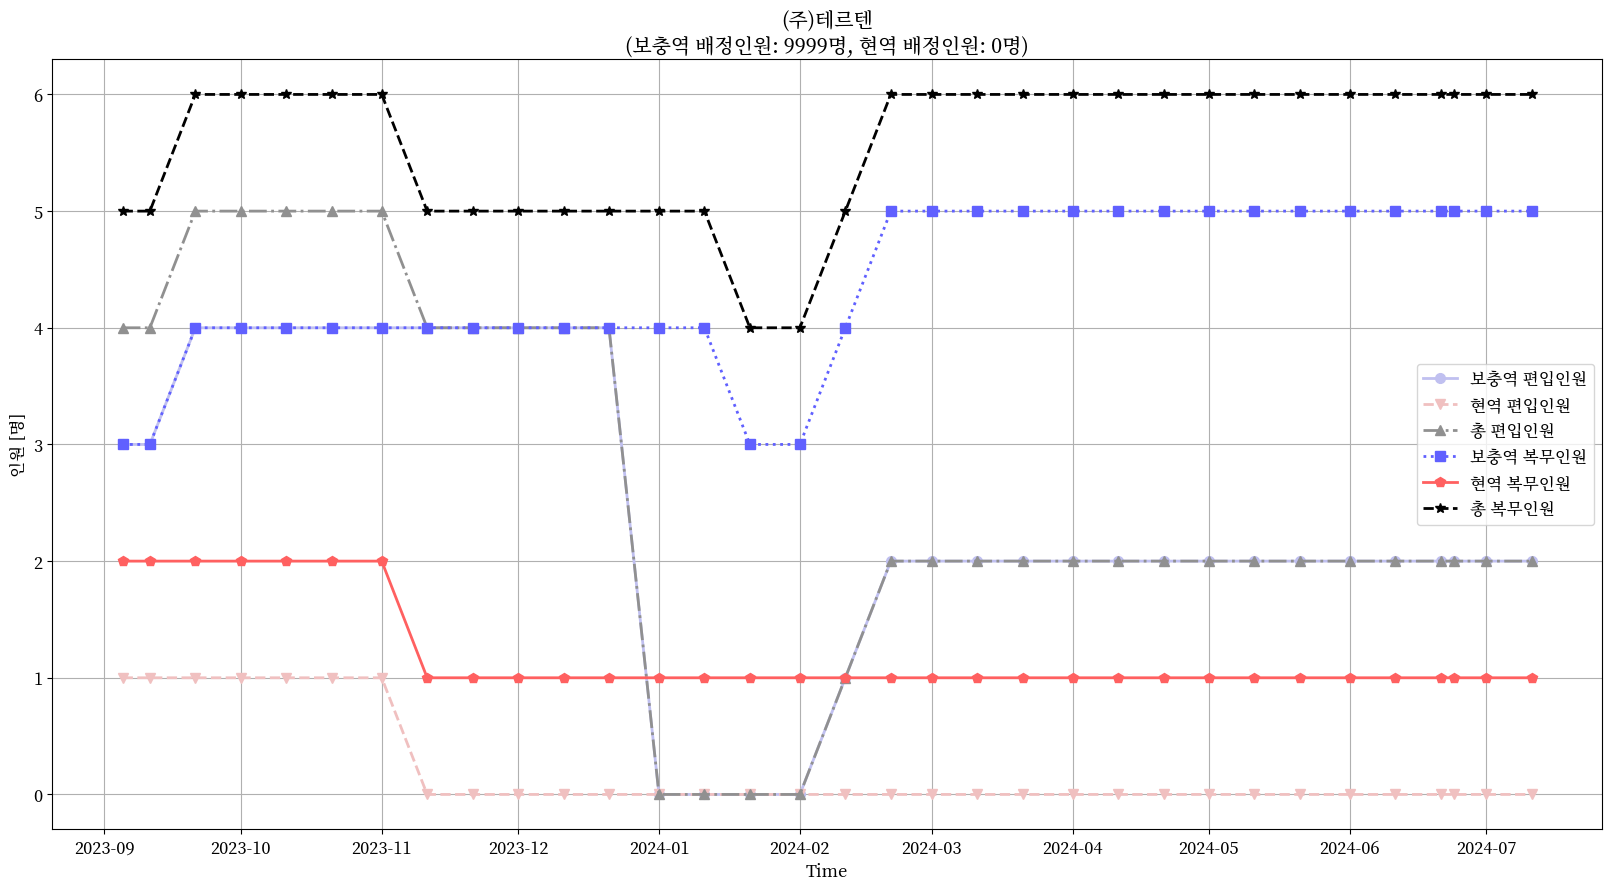 (주)테르텐
(보충역 배정인원: 9999명, 현역 배정인원: 0명)
인원 [명]
6
5
4
3
2
1
0
보충역 편입인원
현역 편입인원
총 편입인원
보충역 복무인원
현역 복무인원
총 복무인원
2023-09
2023-10
2023-11
2023-12
2024-01
2024-02
2024-03
2024-04
2024-05
2024-06
2024-07
Time